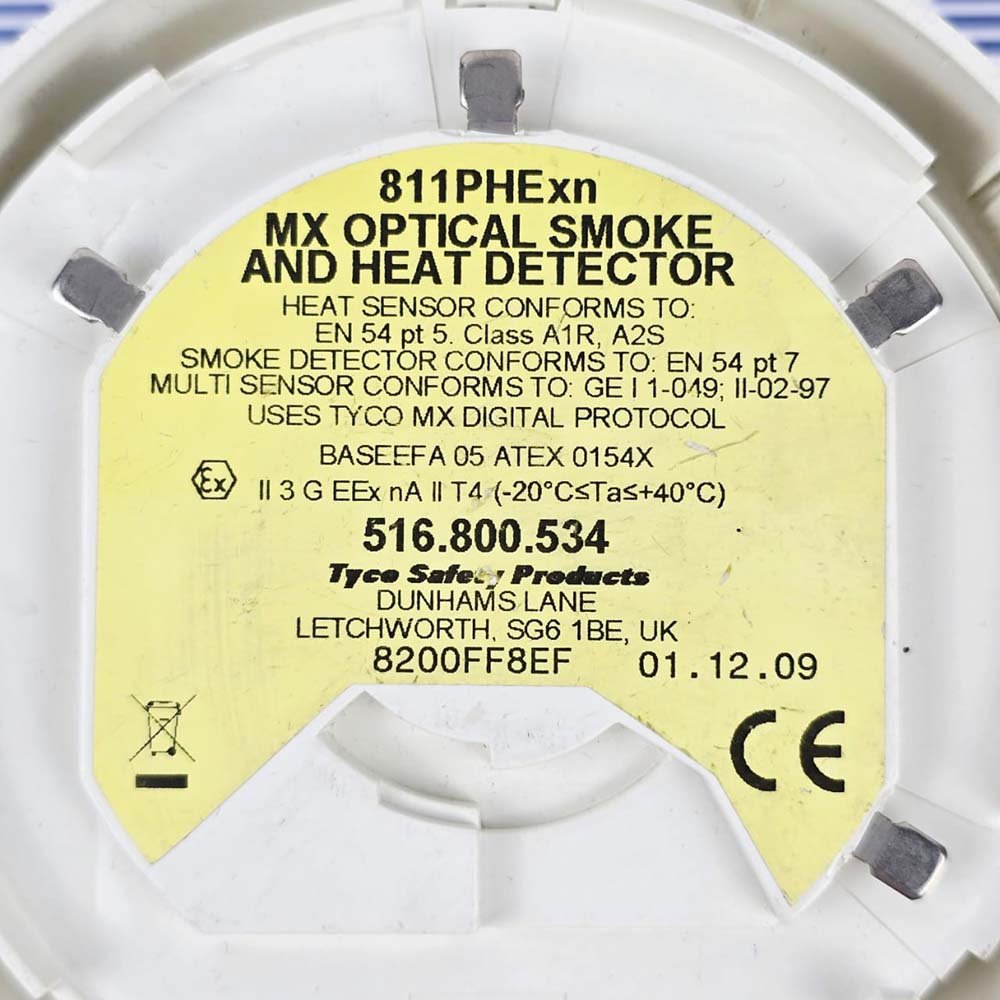 811PHExn
MX OPTICAL SMOKE
AND HEAT DETECTOR
HEAT SENSOR CONFORMS TO:
EN 54 pt 5. Class A1R, A2S
SMOKE DETECTOR CONFORMS TO: EN 54 pt 7
MULTI SENSOR CONFORMS TO: GE I 1-049; II-02-97
USES TYCO MX DIGITAL PROTOCOL
BASEEFA 05 ATEX 0154X
Ex II 3 G EEx nA II T4 (-20°C≤Ta≤+40°C)
516.800.534
Tyco Safety Products
DUNHAMS LANE
LETCHWORTH, SG6 1BE, UK
8200FF8EF 01.12.09
CE